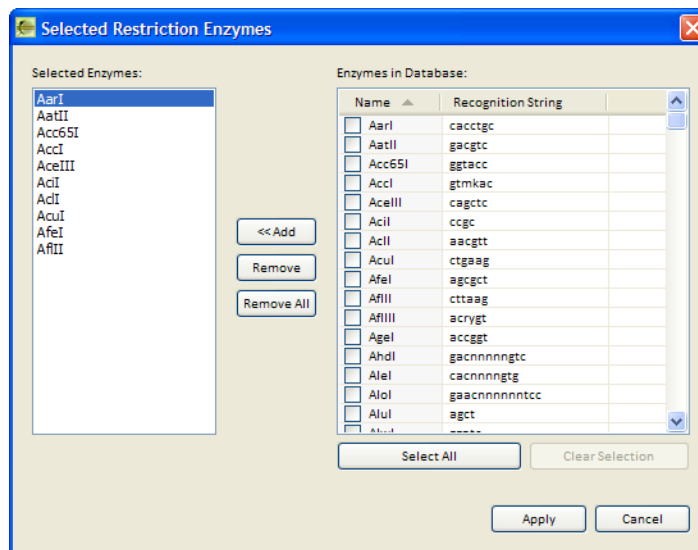 Selected Restriction Enzymes
Selected Enzymes:
AarI
AatII
Acc65I
AccI
AceIII
AciI
AclI
AcuI
AfeI
AflII
<< Add
Remove
Remove All
Enzymes in Database:
Name Recognition String
AarI cacctgc
AatII gacgtc
Acc65I ggtacc
AccI gtmkac
AceIII cagctc
AciI ccgc
AclI aacgtt
AcuI ctgaag
AfeI agcgct
AflII cttaag
AflIII acrygt
AgeI accggt
AhdI gacnnnnngtc
AleI cacnnnngtg
AloI gaacnnnnnntcc
AluI agct
Select All
Clear Selection
Apply
Cancel